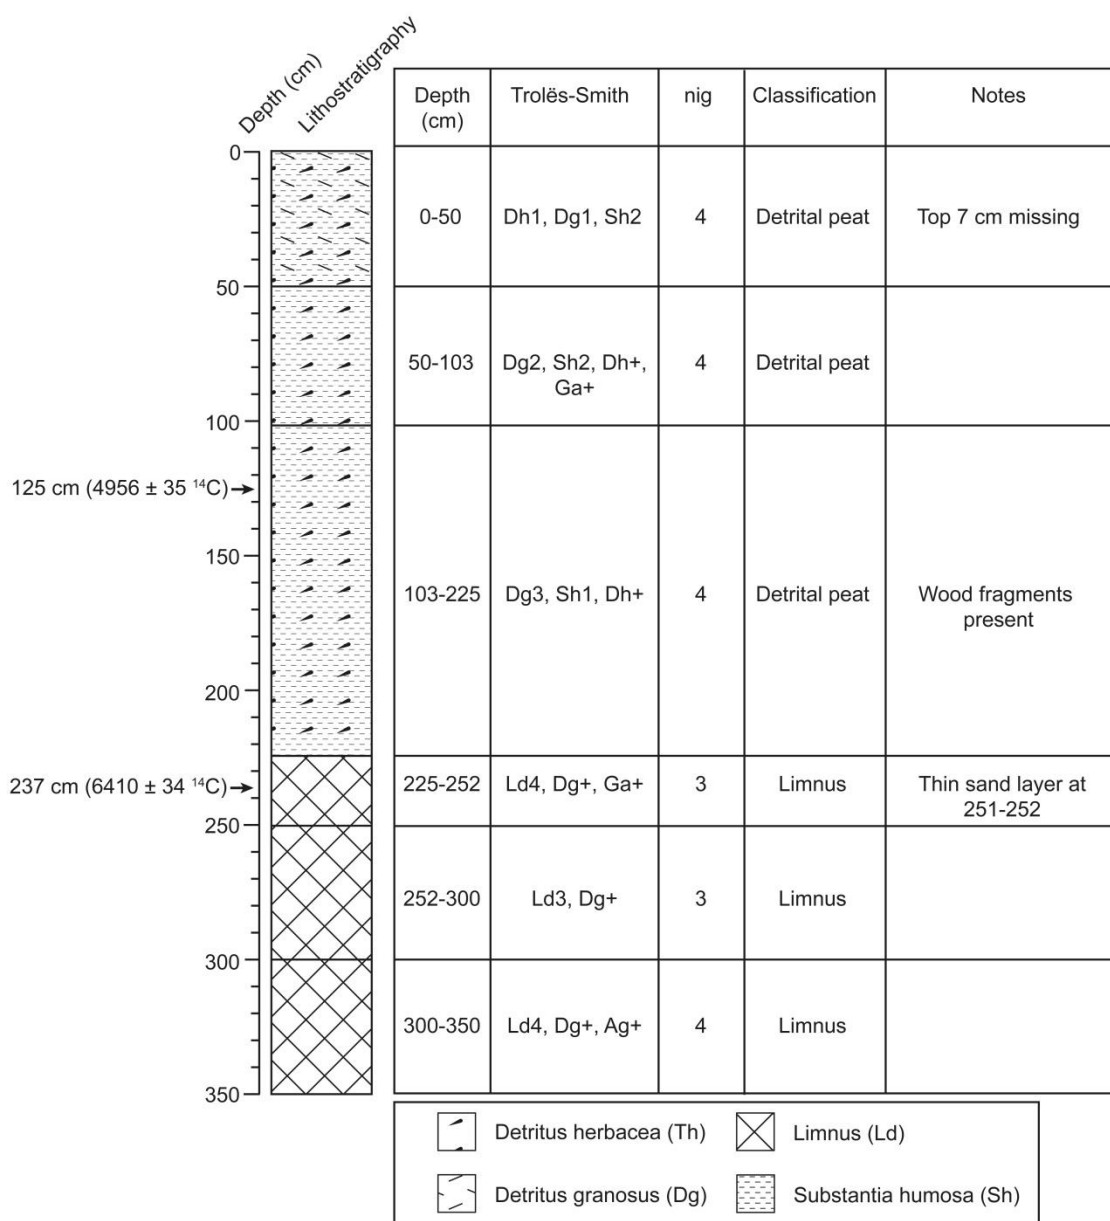 Depth (cm)
Lithostratigraphy
Depth (cm)
Trolës-Smith
nig
Classification
Notes
0-50
Dh1, Dg1, Sh2
4
Detrital peat
Top 7 cm missing
50-103
Dg2, Sh2, Dh+,
Ga+
4
Detrital peat
103-225
Dg3, Sh1, Dh+
4
Detrital peat
Wood fragments
present
225-252
Ld4, Dg+, Ga+
3
Limnus
Thin sand layer at
251-252
252-300
Ld3, Dg+
3
Limnus
300-350
Ld4, Dg+, Ag+
4
Limnus
0
50
100
125 cm (4956 ± 35 ¹⁴C)
150
200
237 cm (6410 ± 34 ¹⁴C)
250
300
350
Detritus herbacea (Th)
Limnus (Ld)
Detritus granosus (Dg)
Substantia humosa (Sh)